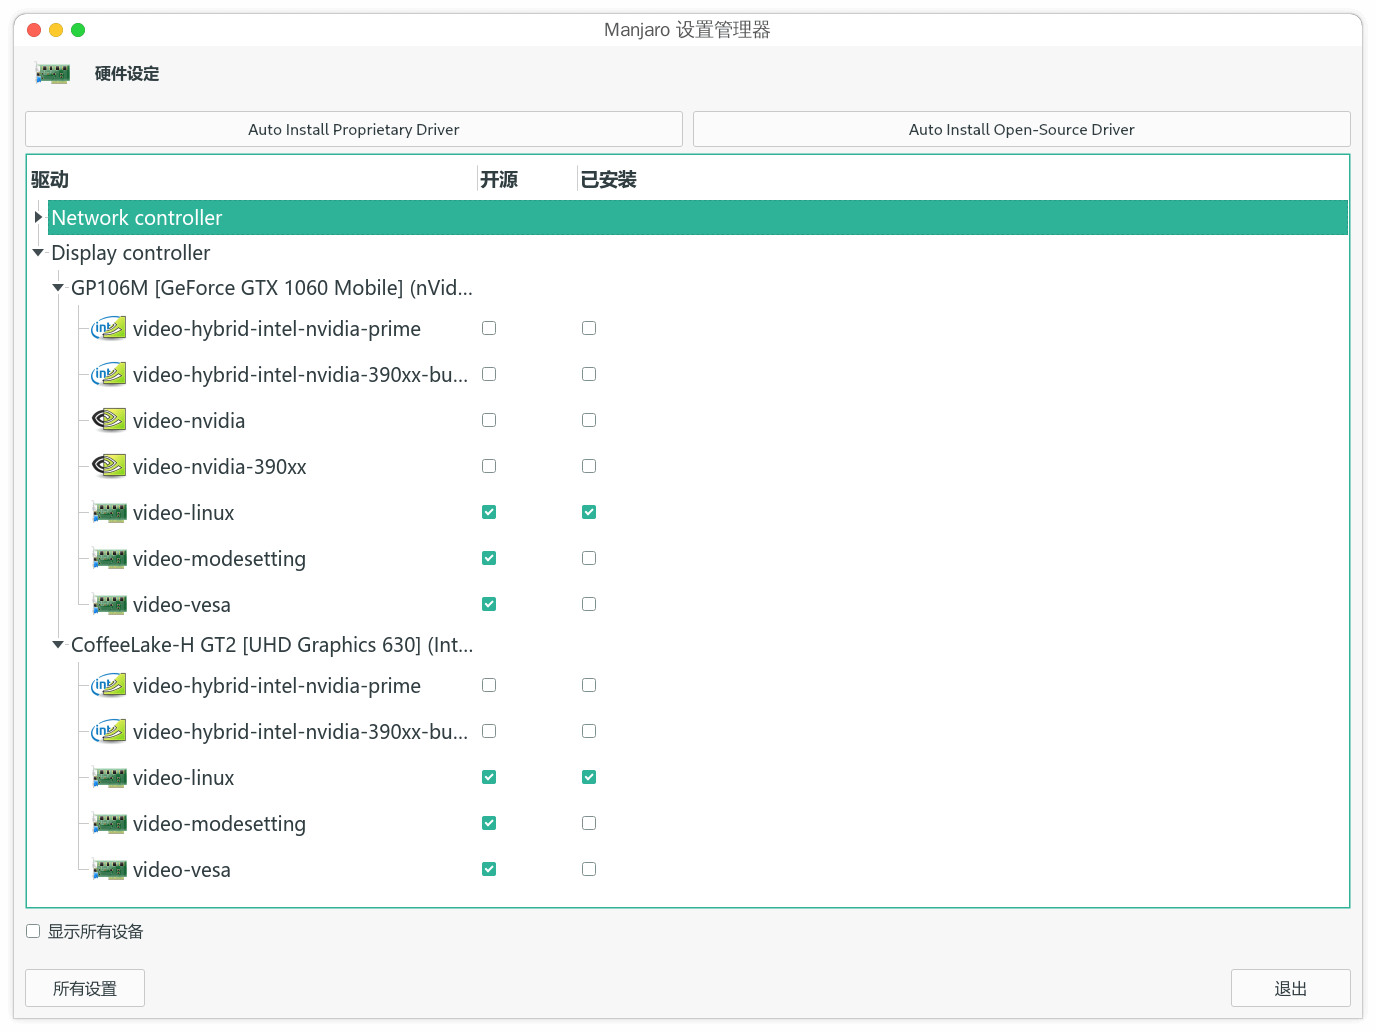 Manjaro 设置管理器
硬件设定
Auto Install Proprietary Driver
Auto Install Open-Source Driver
驱动 开源 已安装
Network controller
Display controller
GP106M [GeForce GTX 1060 Mobile] (nVid...
video-hybrid-intel-nvidia-prime
video-hybrid-intel-nvidia-390xx-bu...
video-nvidia
video-nvidia-390xx
video-linux
video-modesetting
video-vesa
CoffeeLake-H GT2 [UHD Graphics 630] (Int...
video-hybrid-intel-nvidia-prime
video-hybrid-intel-nvidia-390xx-bu...
video-linux
video-modesetting
video-vesa
显示所有设备
所有设置
退出